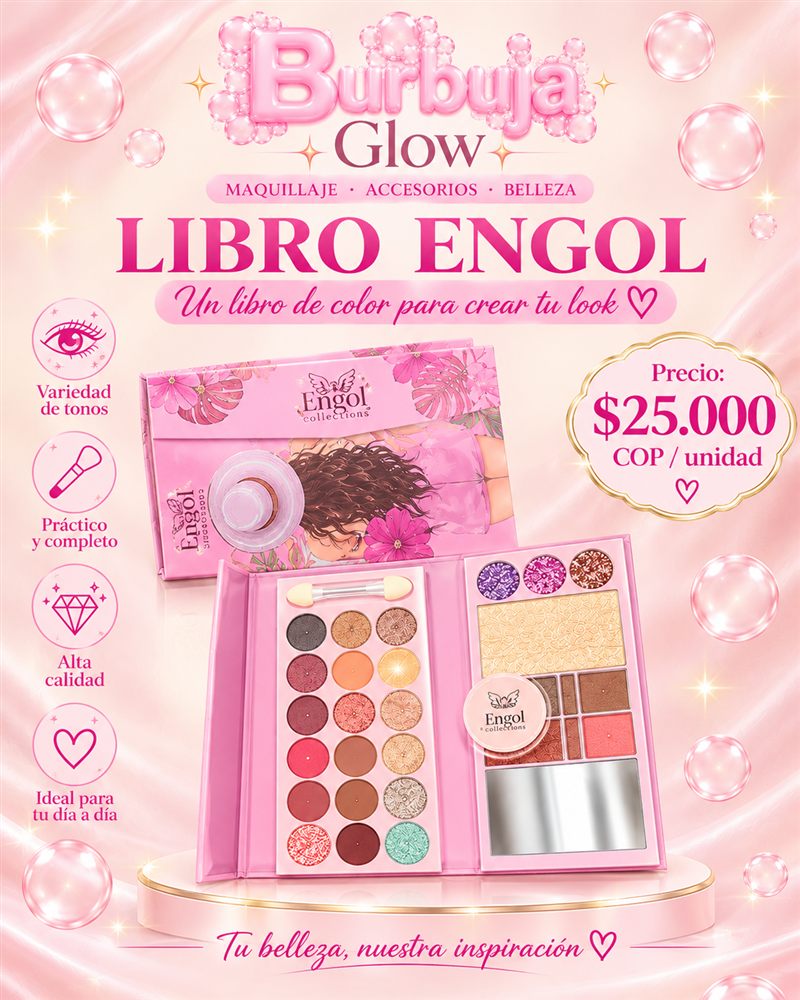 Burbuja
Glow
MAQUILLAJE · ACCESORIOS · BELLEZA
LIBRO ENGOL
Un libro de color para crear tu look ♡
Variedad
de tonos
Práctico
y completo
Alta
calidad
Ideal para
tu día a día
Precio:
$25.000
COP / unidad
Engol
collections
Engol
Engol
collections
Tu belleza, nuestra inspiración ♡